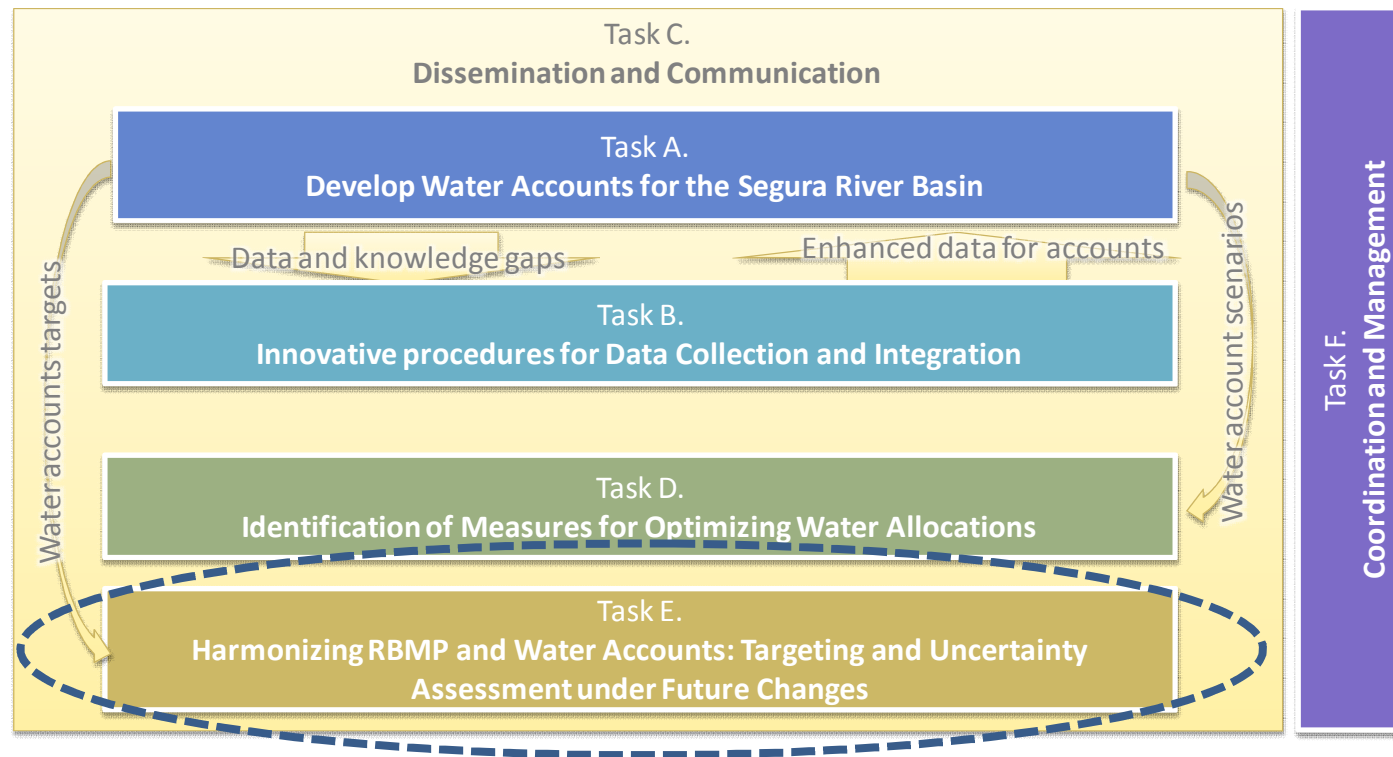 Task C.
Dissemination and Communication
Task A.
Develop Water Accounts for the Segura River Basin
Data and knowledge gaps
Enhanced data for accounts
Task B.
Innovative procedures for Data Collection and Integration
Water accounts targets
Water account scenarios
Task D.
Identification of Measures for Optimizing Water Allocations
Task E.
Harmonizing RBMP and Water Accounts: Targeting and Uncertainty
Assessment under Future Changes
Task F.
Coordination and Management